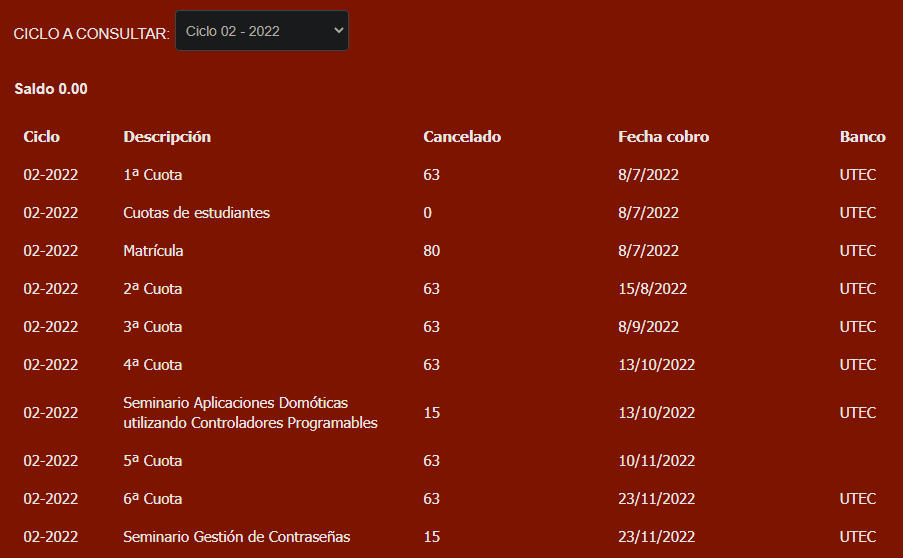 CICLO A CONSULTAR: Ciclo 02 - 2022
Saldo 0.00
Ciclo Descripción Cancelado Fecha cobro Banco
02-2022 1ª Cuota 63 8/7/2022 UTEC
02-2022 Cuotas de estudiantes 0 8/7/2022 UTEC
02-2022 Matrícula 80 8/7/2022 UTEC
02-2022 2ª Cuota 63 15/8/2022 UTEC
02-2022 3ª Cuota 63 8/9/2022 UTEC
02-2022 4ª Cuota 63 13/10/2022 UTEC
02-2022 Seminario Aplicaciones Domóticas
utilizando Controladores Programables 15 13/10/2022 UTEC
02-2022 5ª Cuota 63 10/11/2022
02-2022 6ª Cuota 63 23/11/2022 UTEC
02-2022 Seminario Gestión de Contraseñas 15 23/11/2022 UTEC